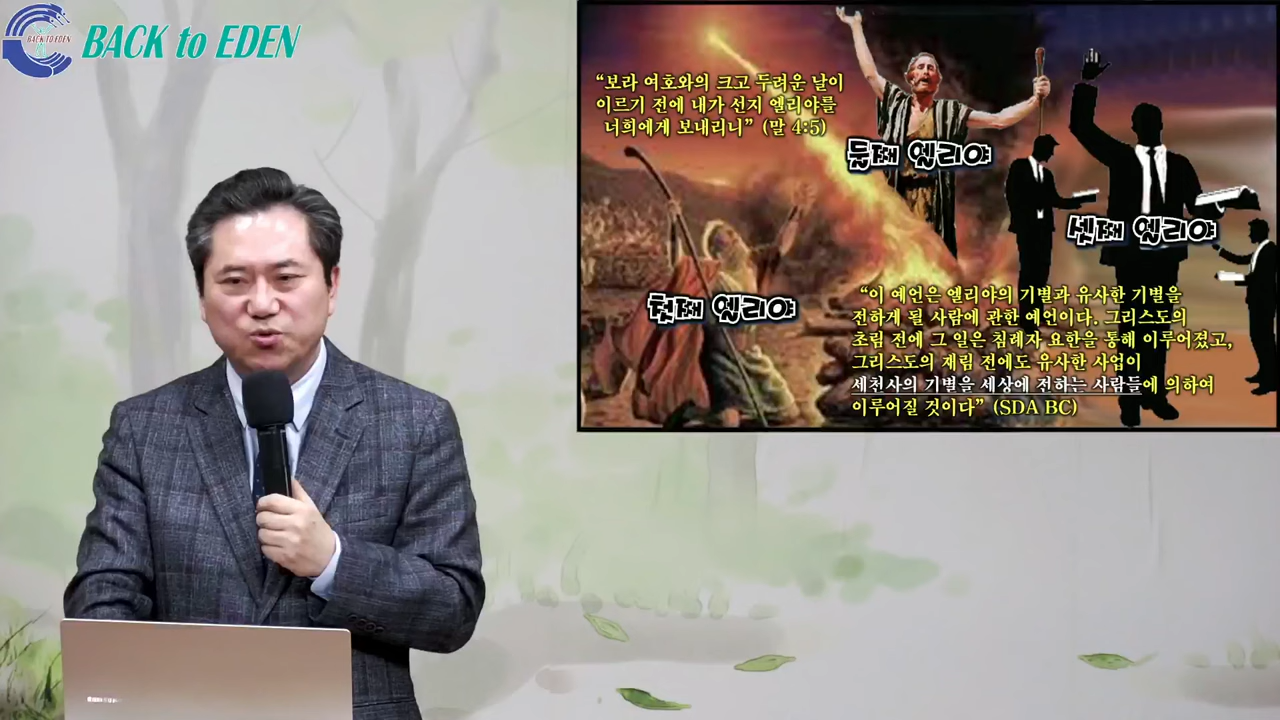 BACK TO EDEN
BACK to EDEN
“보라 여호와의 크고 두려운 날이
이르기 전에 내가 선지 엘리야를
너희에게 보내리니” (말 4:5)
둘째 엘리야
셋째 엘리야
첫째 엘리야
“이 예언은 엘리야의 기별과 유사한 기별을
전하게 될 사람에 관한 예언이다. 그리스도의
초림 전에 그 일은 침례자 요한을 통해 이루어졌고,
그리스도의 재림 전에도 유사한 사업이
세천사의 기별을 세상에 전하는 사람들에 의하여
이루어질 것이다” (SDA BC)